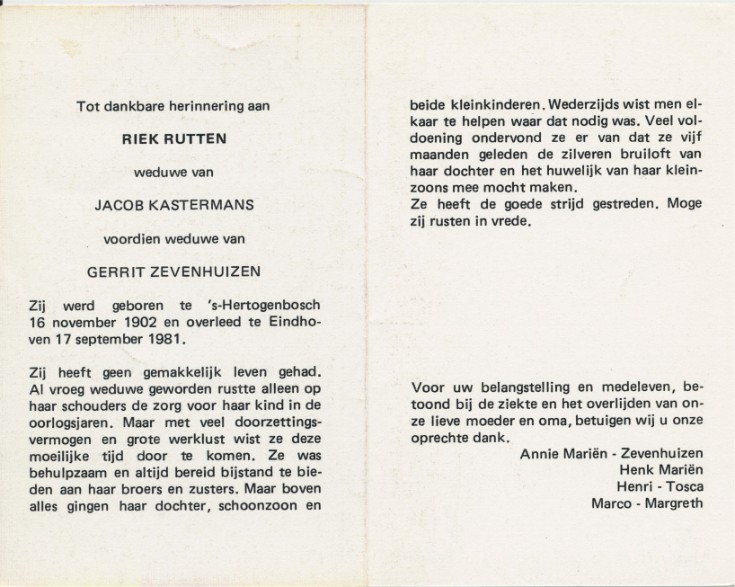 Tot dankbare herinnering aan
RIEK RUTTEN
weduwe van
JACOB KASTERMANS
voordien weduwe van
GERRIT ZEVENHUIZEN
Zij werd geboren te 's-Hertogenbosch
16 november 1902 en overleed te Eindho-
ven 17 september 1981.
Zij heeft geen gemakkelijk leven gehad.
Al vroeg weduwe geworden rustte alleen op
haar schouders de zorg voor haar kind in de
oorlogsjaren. Maar met veel doorzettings-
vermogen en grote werklust wist ze deze
moeilijke tijd door te komen. Ze was
behulpzaam en altijd bereid bijstand te bie-
den aan haar broers en zusters. Maar boven
alles gingen haar dochter, schoonzoon en
beide kleinkinderen. Wederzijds wist men el-
kaar te helpen waar dat nodig was. Veel vol-
doening ondervond ze er van dat ze vijf
maanden geleden de zilveren bruiloft van
haar dochter en het huwelijk van haar klein-
zoons mee mocht maken.
Ze heeft de goede strijd gestreden. Moge
zij rusten in vrede.
Voor uw belangstelling en medeleven, be-
toond bij de ziekte en het overlijden van on-
ze lieve moeder en oma, betuigen wij u onze
oprechte dank.
Annie Mariën - Zevenhuizen
Henk Mariën
Henri - Tosca
Marco - Margreth